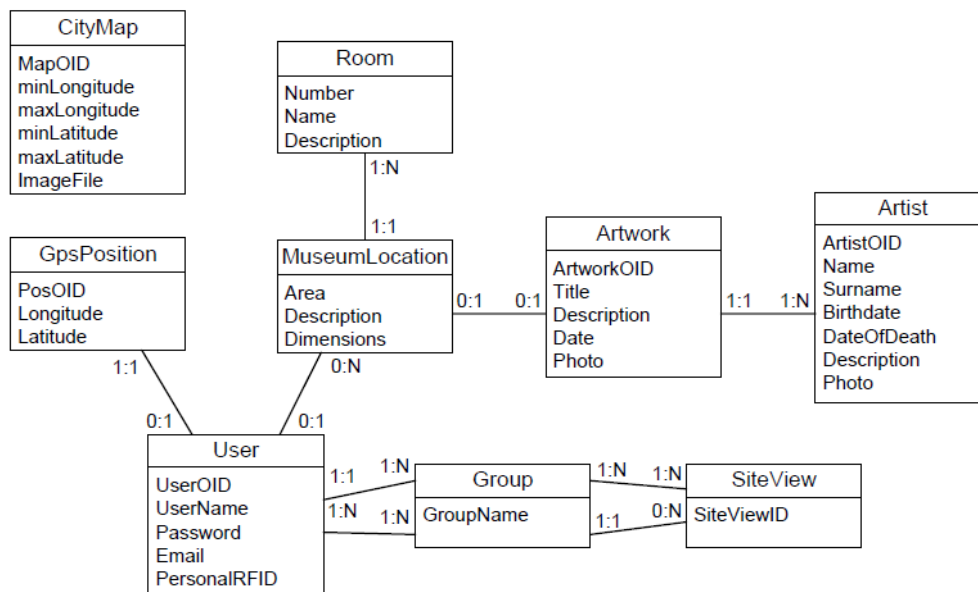 CityMap
MapOID
minLongitude
maxLongitude
minLatitude
maxLatitude
ImageFile
Room
Number
Name
Description
1:N
1:1
GpsPosition
PosOID
Longitude
Latitude
1:1
0:1
MuseumLocation
Area
Description
Dimensions
0:1
0:1
0:N
0:1
Artwork
ArtworkOID
Title
Description
Date
Photo
1:1
1:N
Artist
ArtistOID
Name
Surname
Birthdate
DateOfDeath
Description
Photo
User
UserOID
UserName
Password
Email
PersonalRFID
1:1
1:N
1:N
1:N
Group
GroupName
1:N
1:N
1:1
0:N
SiteView
SiteViewID